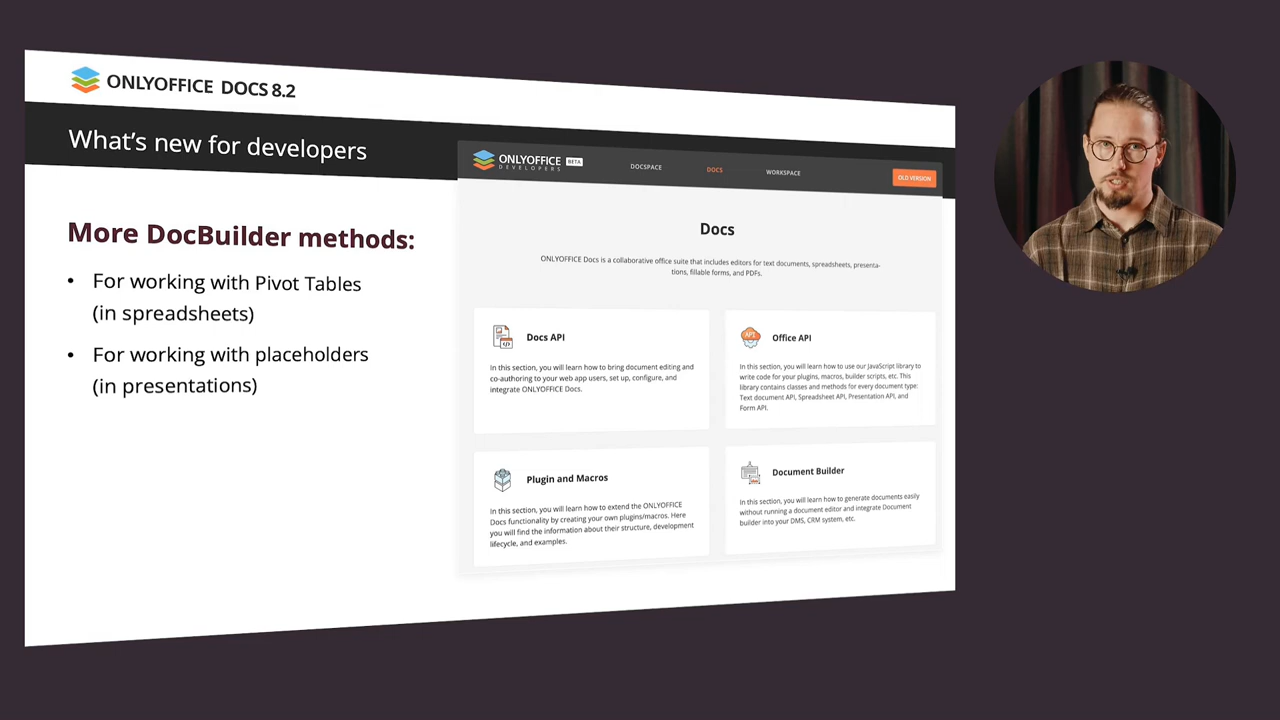 ONLYOFFICE DOCS 8.2
What's new for developers
More DocBuilder methods:
• For working with Pivot Tables
(in spreadsheets)
• For working with placeholders
(in presentations)
ONLYOFFICE BETA
DEVELOPERS
DOCSPACE
DOCS
WORKSPACE
OLD VERSION
Docs
ONLYOFFICE Docs is a collaborative office suite that includes editors for text documents, spreadsheets, presenta-
tions, fillable forms, and PDFs.
Docs API
In this section, you will learn how to bring document editing and
co-authoring to your web app users, set up, configure, and
integrate ONLYOFFICE Docs.
API
Office API
In this section, you will learn how to use our JavaScript library to
write code for your plugins, macros, builder scripts, etc. This
library contains classes and methods for every document type:
Text document API, Spreadsheet API, Presentation API, and
Form API.
Plugin and Macros
In this section, you will learn how to extend the ONLYOFFICE
Docs functionality by creating your own plugins/macros. Here
you will find the information about their structure, development
lifecycle, and examples.
Document Builder
In this section, you will learn how to generate documents easily
without running a document editor and integrate Document
builder into your DMS, CRM system, etc.